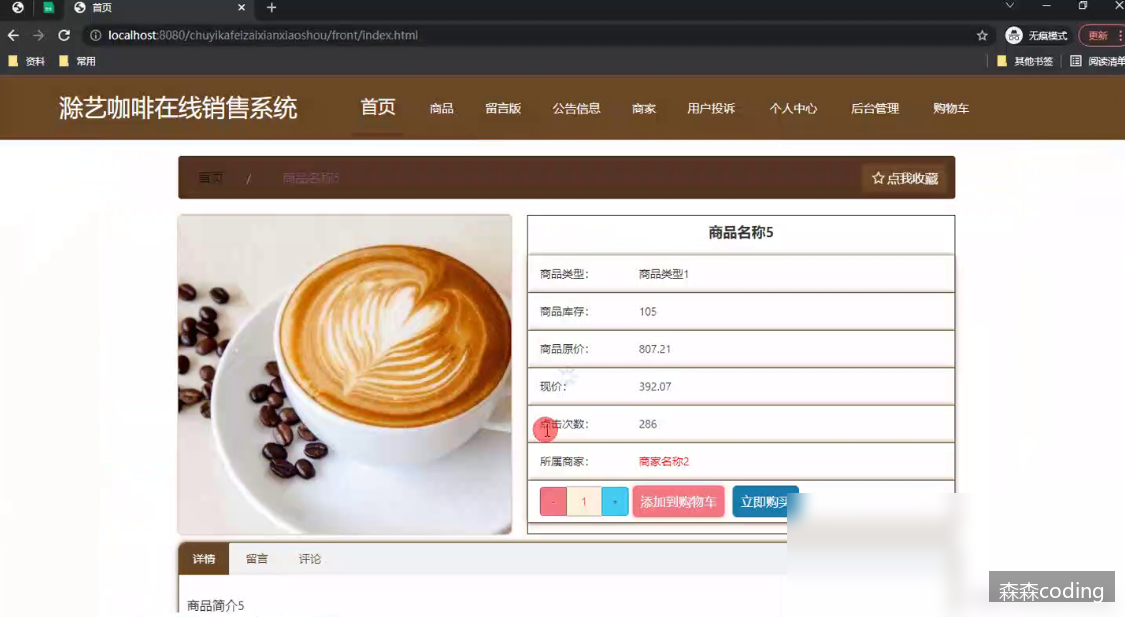 首页
localhost:8080/chuyikafeizaixianxiaoshou/front/index.html
无痕模式
更新
资料
常用
其他书签
阅读清单
滁艺咖啡在线销售系统
首页 商品 留言版 公告信息 商家 用户投诉 个人中心 后台管理 购物车
首页 / 商品名称5
点我收藏
商品名称5
商品类型: 商品类型1
商品库存: 105
商品原价: 807.21
现价: 392.07
点击次数: 286
所属商家: 商家名称2
- 1 + 添加到购物车 立即购买
详情 留言 评论
商品简介5
森森coding